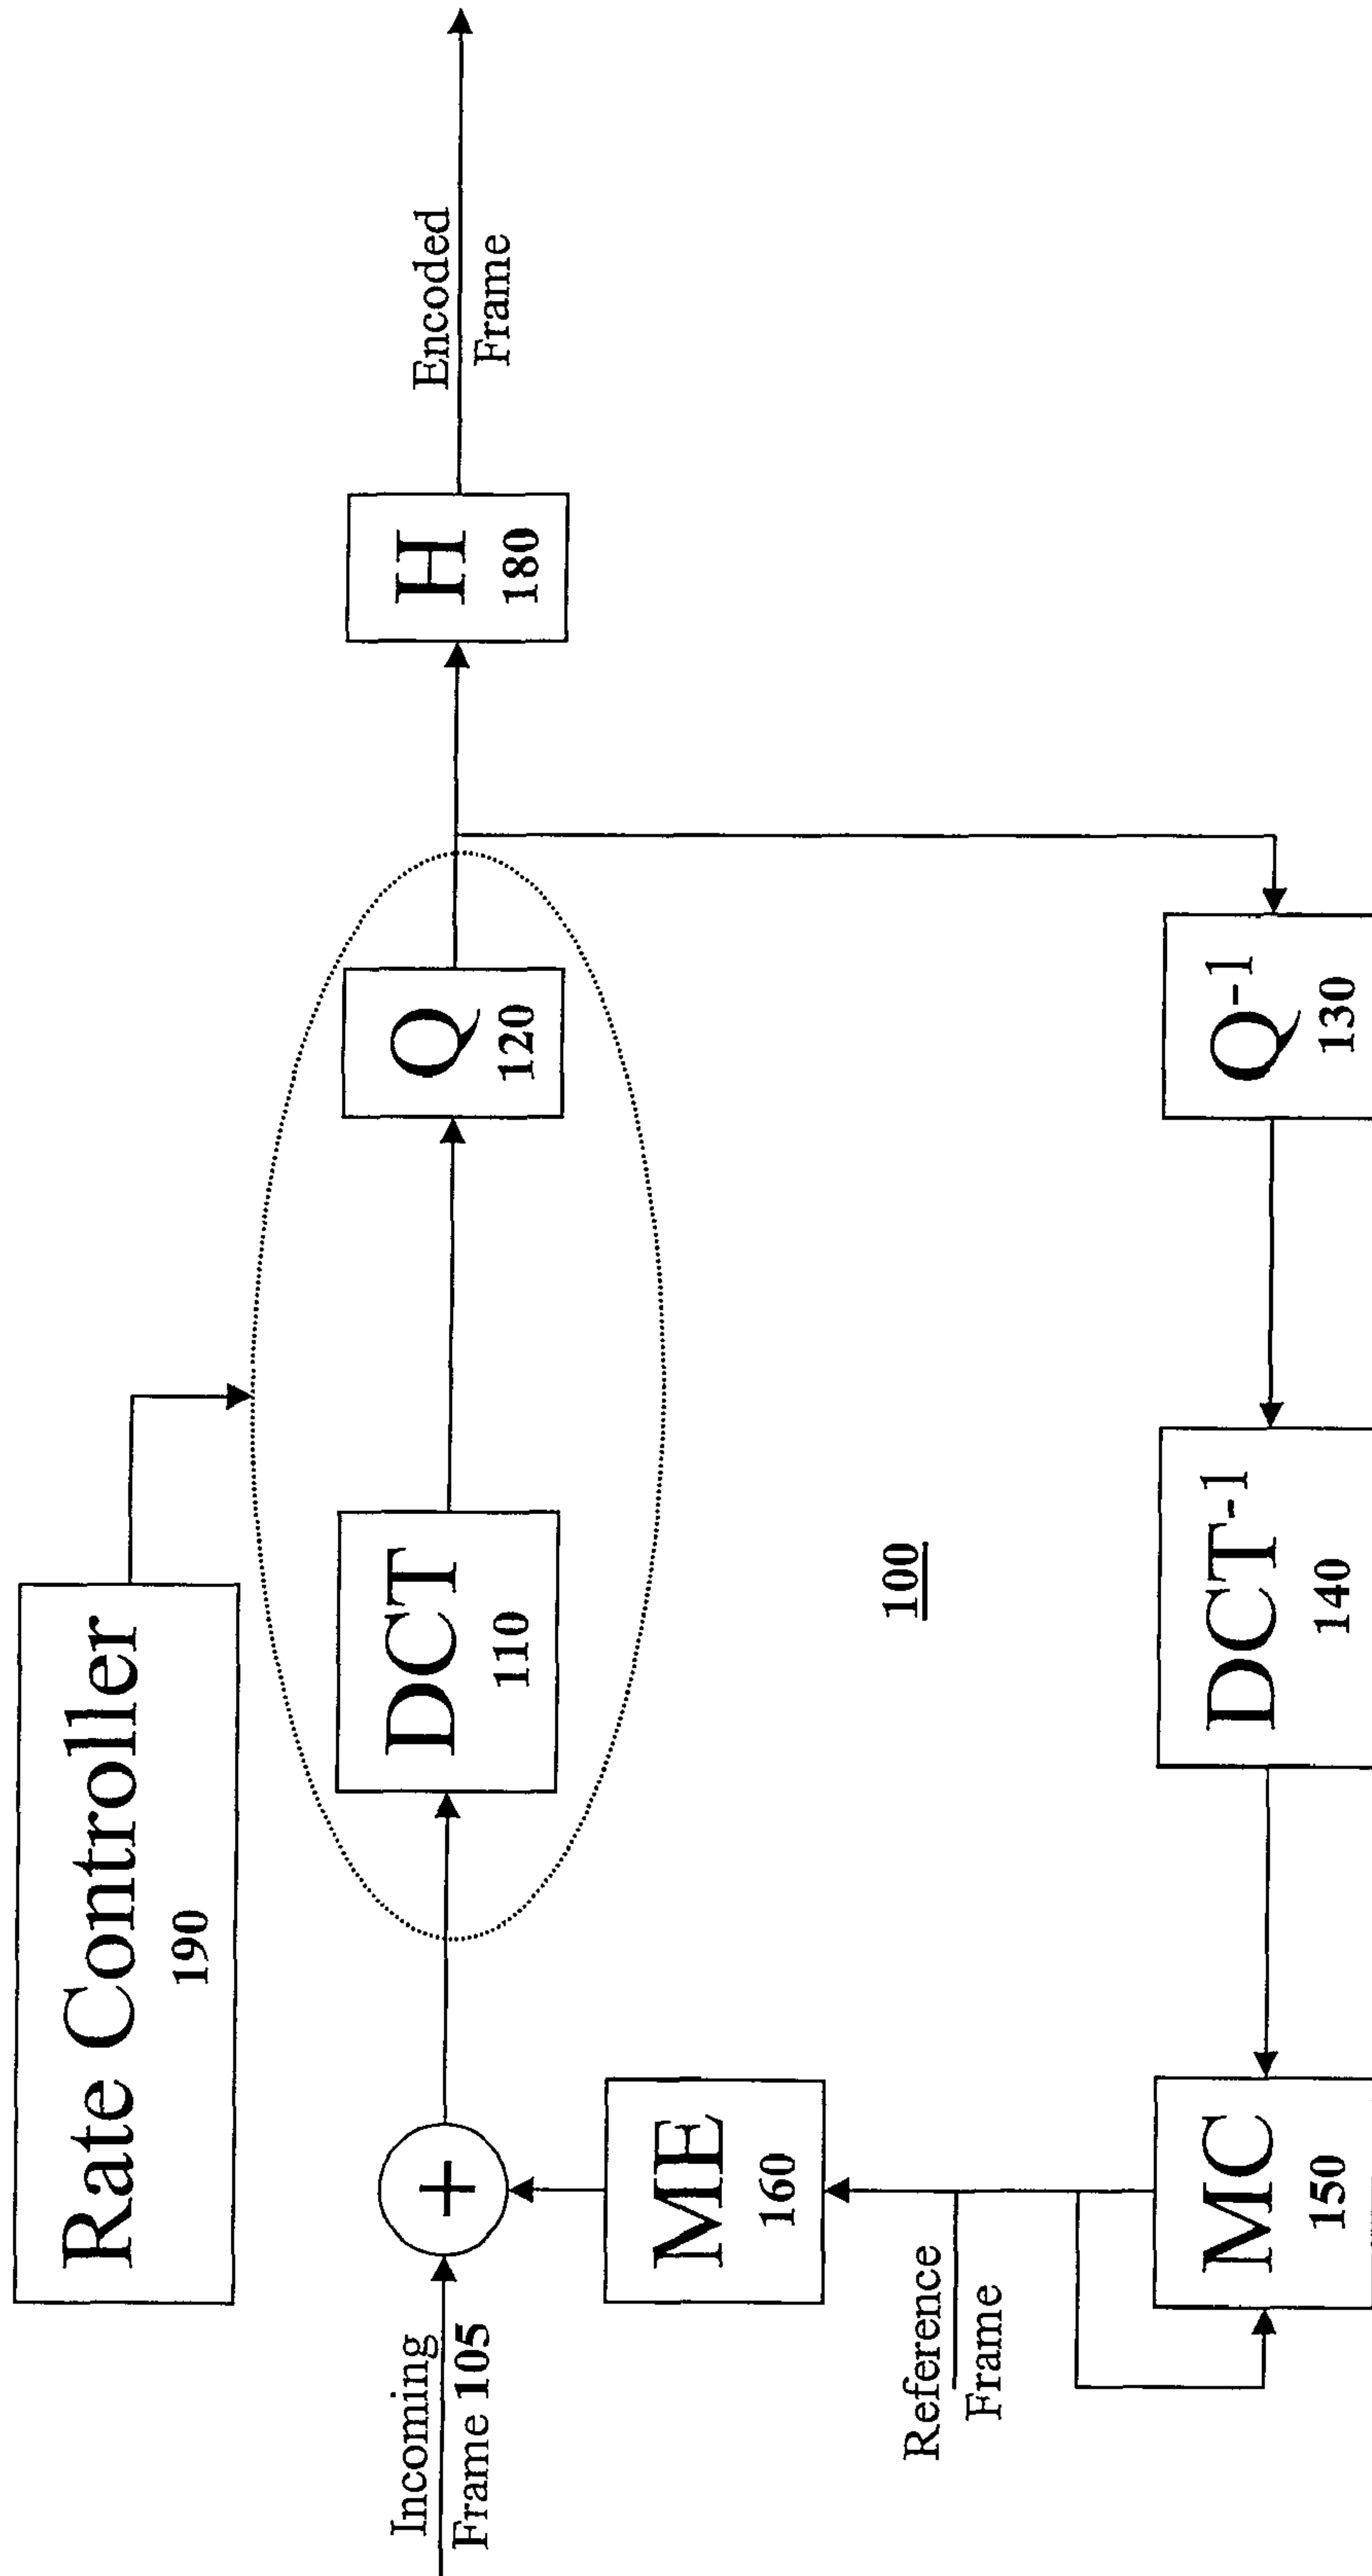 Rate Controller
190
Incoming
Frame 105
+
DCT
110
Q
120
H
180
Encoded
Frame
ME
160
100
Reference
Frame
MC
150
DCT-1
140
Q-1
130